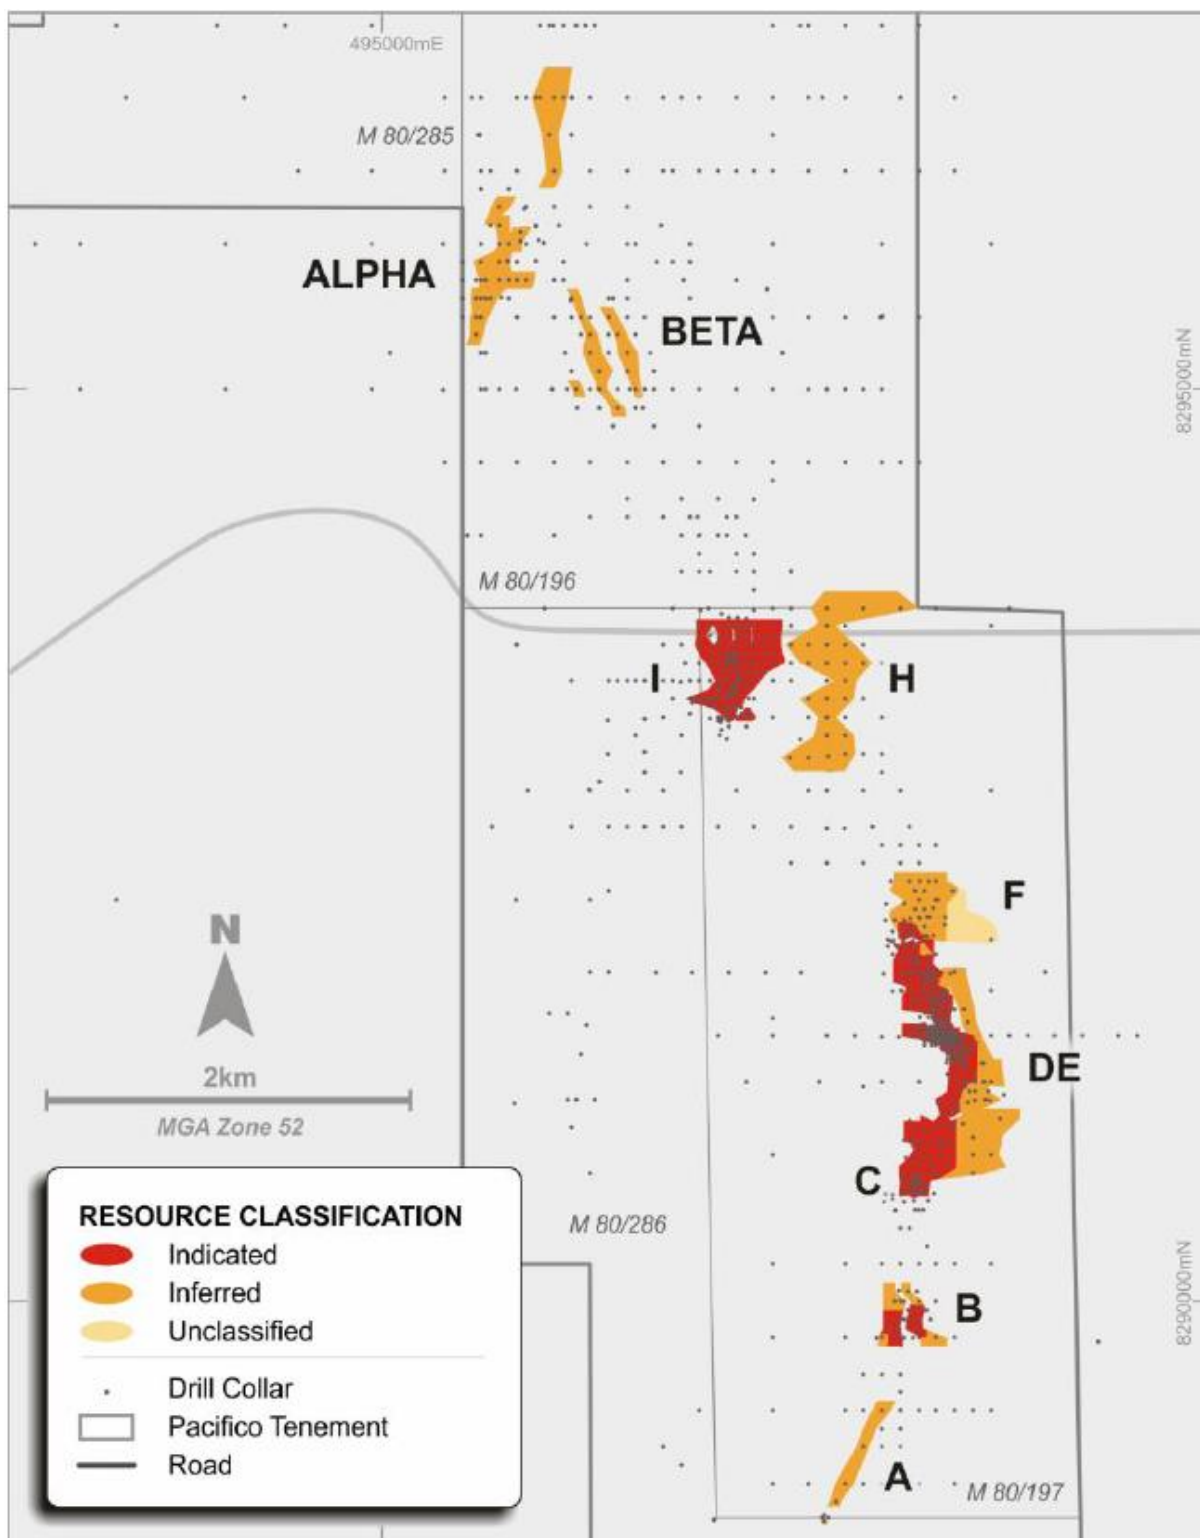 495000mE
M 80/285
ALPHA
BETA
8295000mN
M 80/196
I
H
F
N
2km
MGA Zone 52
DE
C
M 80/286
RESOURCE CLASSIFICATION
Indicated
Inferred
Unclassified
Drill Collar
Pacifico Tenement
Road
8290000mN
B
A
M 80/197